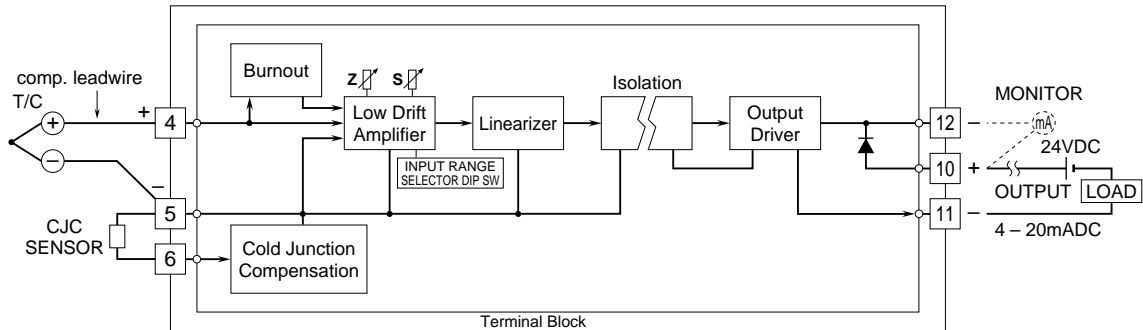 comp. leadwire
T/C
+
−
+
−
CJC
SENSOR
4
5
6
Burnout
Z
S
Low Drift
Amplifier
INPUT RANGE
SELECTOR DIP SW
Linearizer
Isolation
Output
Driver
Cold Junction
Compensation
Terminal Block
12
10
11
−
+
−
MONITOR
mA
24VDC
OUTPUT
LOAD
4 – 20mADC